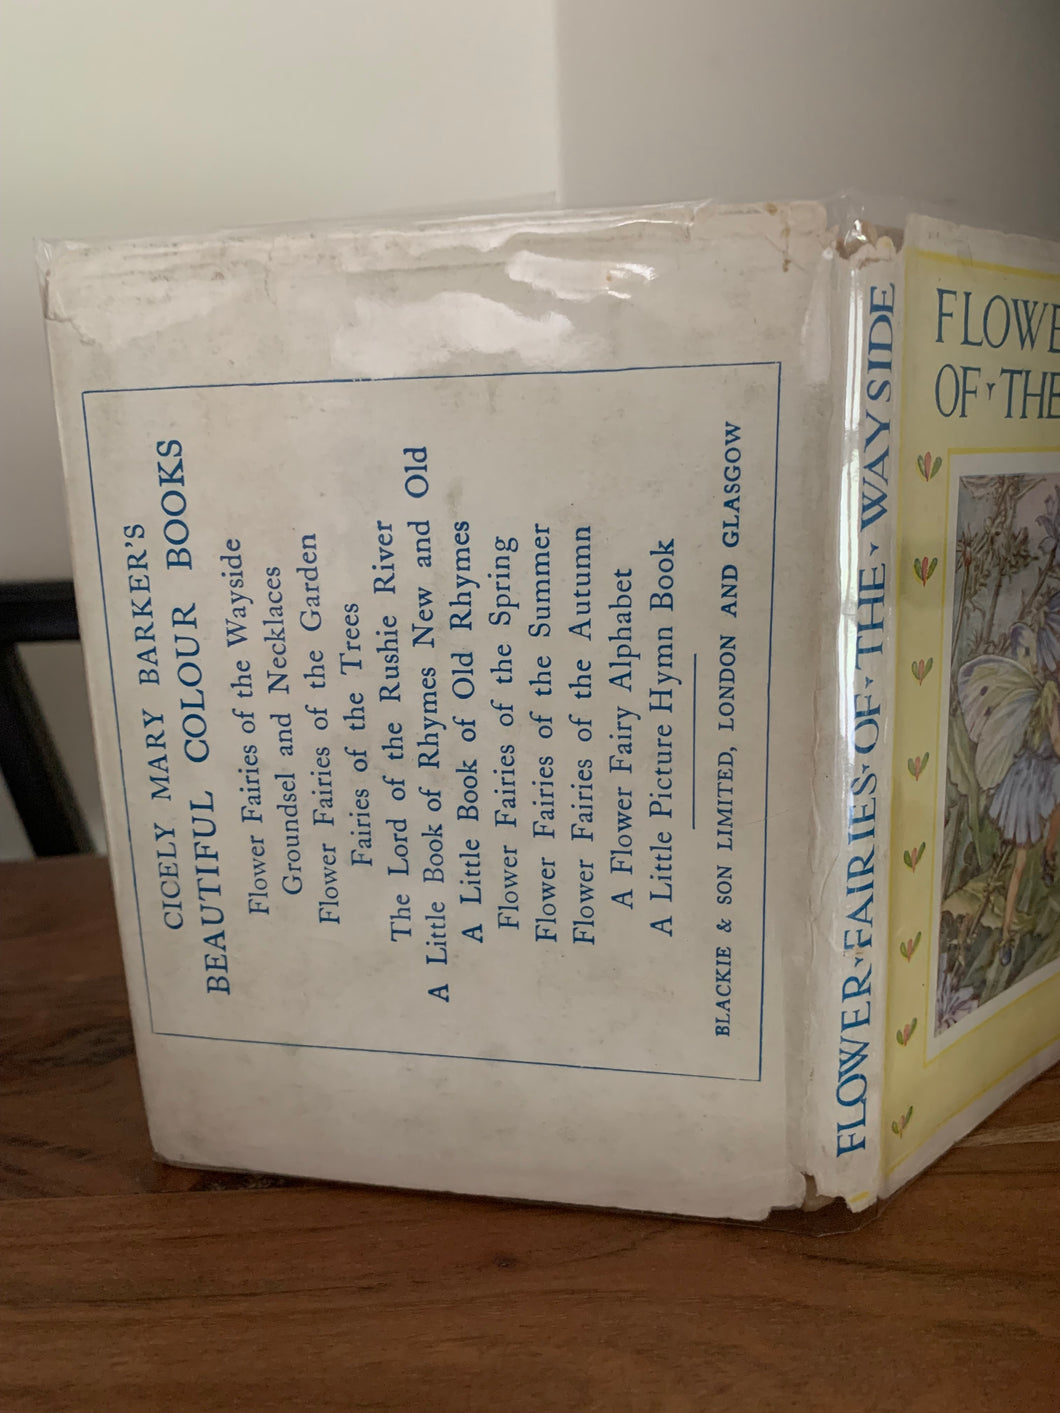 CICELY MARY BARKER'S
BEAUTIFUL COLOUR BOOKS
Flower Fairies of the Wayside
Groundsel and Necklaces
Flower Fairies of the Garden
Fairies of the Trees
The Lord of the Rushie River
A Little Book of Rhymes New and Old
A Little Book of Old Rhymes
Flower Fairies of the Spring
Flower Fairies of the Summer
Flower Fairies of the Autumn
A Flower Fairy Alphabet
A Little Picture Hymn Book
BLACKIE & SON LIMITED, LONDON AND GLASGOW
FLOWER FAIRIES OF THE WAYSIDE
FLOWE
OF THE